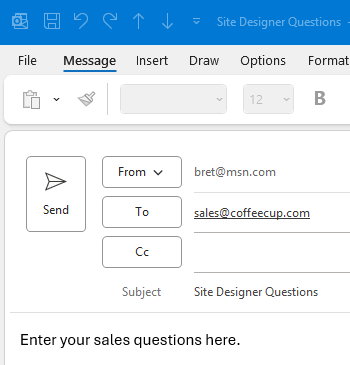 Site Designer Questions -
File Message Insert Draw Options Format
12 B
From bret@msn.com
Send
To sales@coffeecup.com
Cc
Subject Site Designer Questions
Enter your sales questions here.